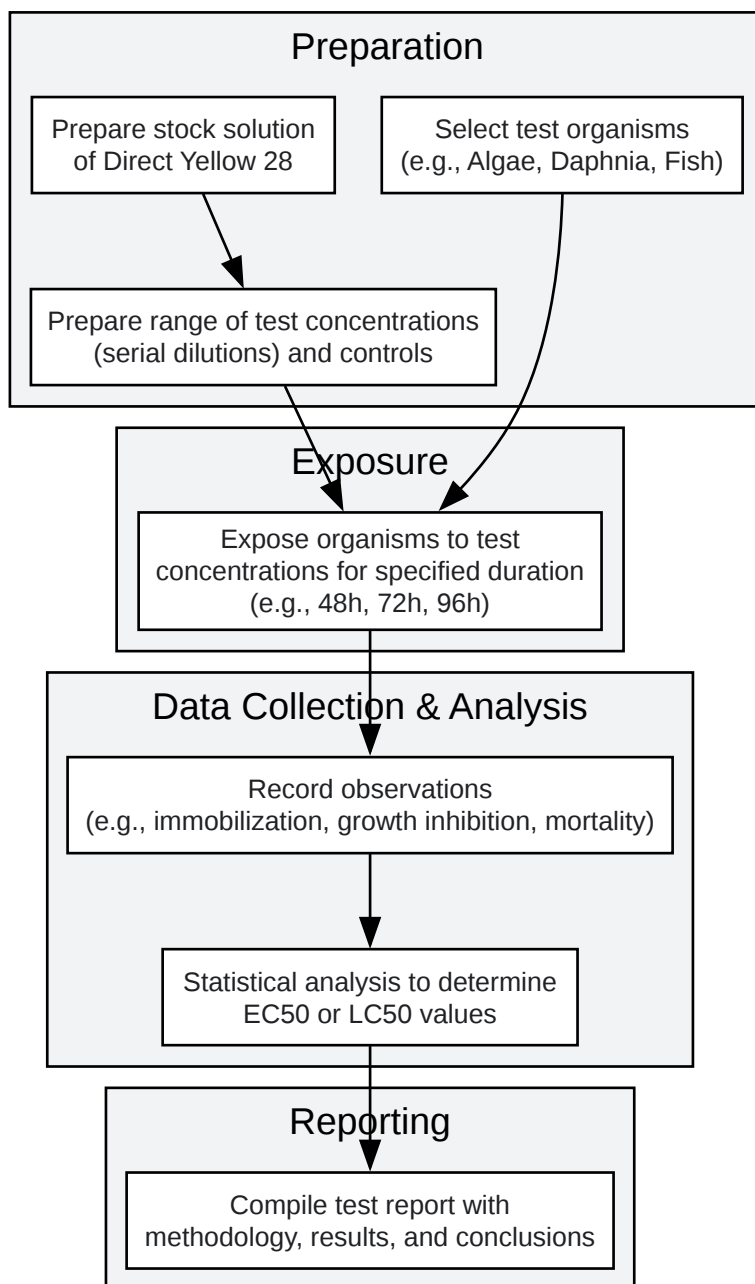 Preparation
Prepare stock solution
of Direct Yellow 28
Select test organisms
(e.g., Algae, Daphnia, Fish)
Prepare range of test concentrations
(serial dilutions) and controls
Exposure
Expose organisms to test
concentrations for specified duration
(e.g., 48h, 72h, 96h)
Data Collection & Analysis
Record observations
(e.g., immobilization, growth inhibition, mortality)
Statistical analysis to determine
EC50 or LC50 values
Reporting
Compile test report with
methodology, results, and conclusions